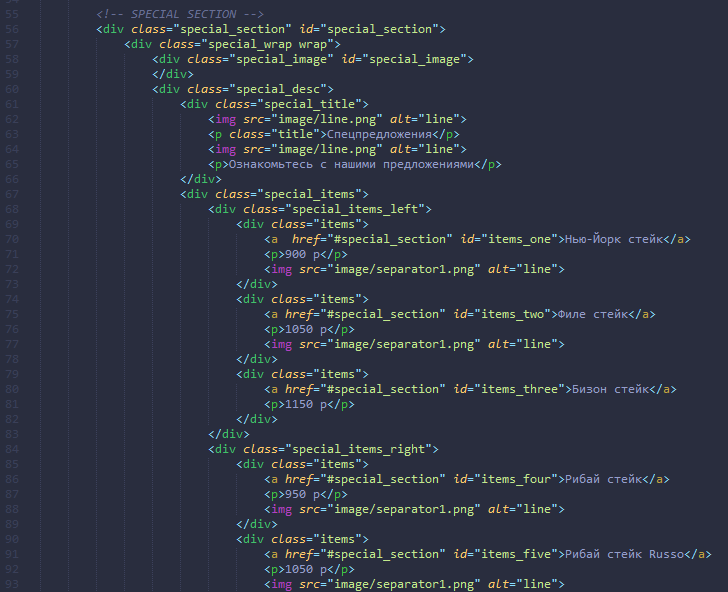 55 <!-- SPECIAL SECTION -->
56 <div class="special_section" id="special_section">
57 <div class="special_wrap wrap">
58 <div class="special_image" id="special_image">
59 </div>
60 <div class="special_desc">
61 <div class="special_title">
62 <img src="image/line.png" alt="line">
63 <p class="title">Спецпредложения</p>
64 <img src="image/line.png" alt="line">
65 <p>Ознакомьтесь с нашими предложениями</p>
66 </div>
67 <div class="special_items">
68 <div class="special_items_left">
69 <div class="items">
70 <a  href="#special_section" id="items_one">Нью-Йорк стейк</a>
71 <p>900 р</p>
72 <img src="image/separator1.png" alt="line">
73 </div>
74 <div class="items">
75 <a href="#special_section" id="items_two">Филе стейк</a>
76 <p>1050 р</p>
77 <img src="image/separator1.png" alt="line">
78 </div>
79 <div class="items">
80 <a href="#special_section" id="items_three">Бизон стейк</a>
81 <p>1150 р</p>
82 </div>
83 </div>
84 <div class="special_items_right">
85 <div class="items">
86 <a href="#special_section" id="items_four">Рибай стейк</a>
87 <p>950 р</p>
88 <img src="image/separator1.png" alt="line">
89 </div>
90 <div class="items">
91 <a href="#special_section" id="items_five">Рибай стейк Russo</a>
92 <p>1050 р</p>
93 <img src="image/separator1.png" alt="line">